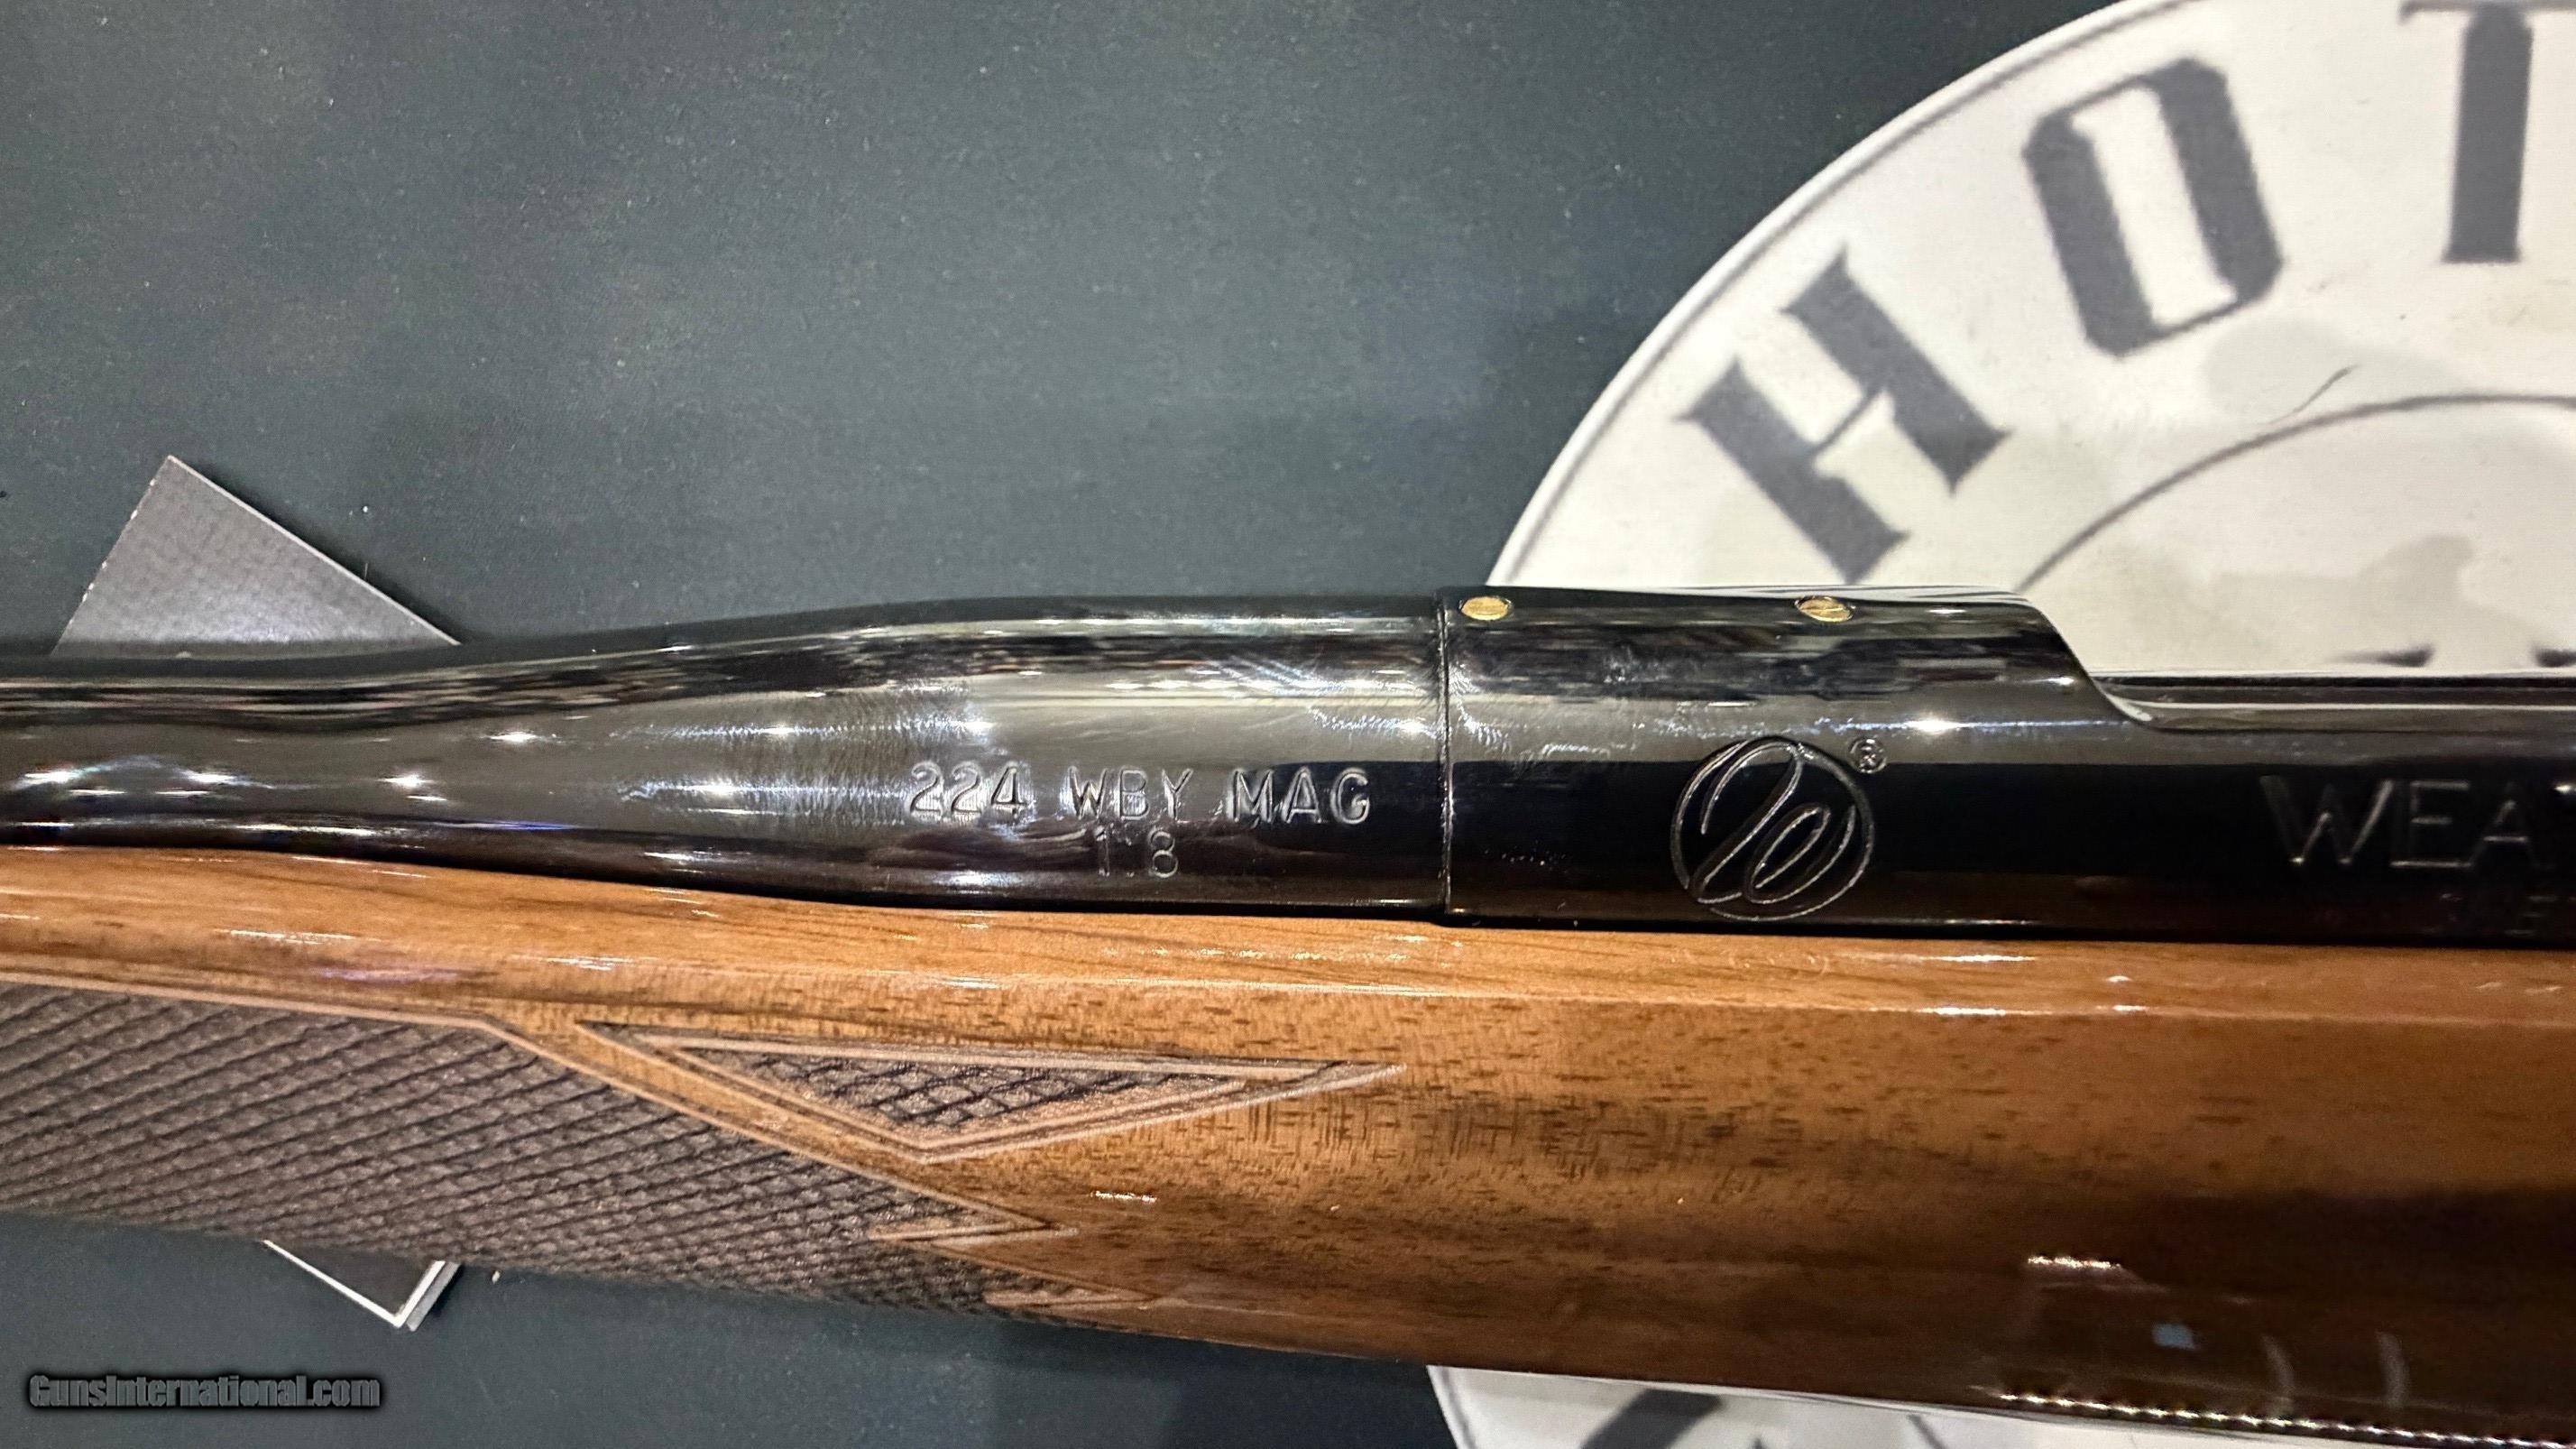 HOT
224 WBY MAG
1:8
W®
WEA
GunsInternational.com